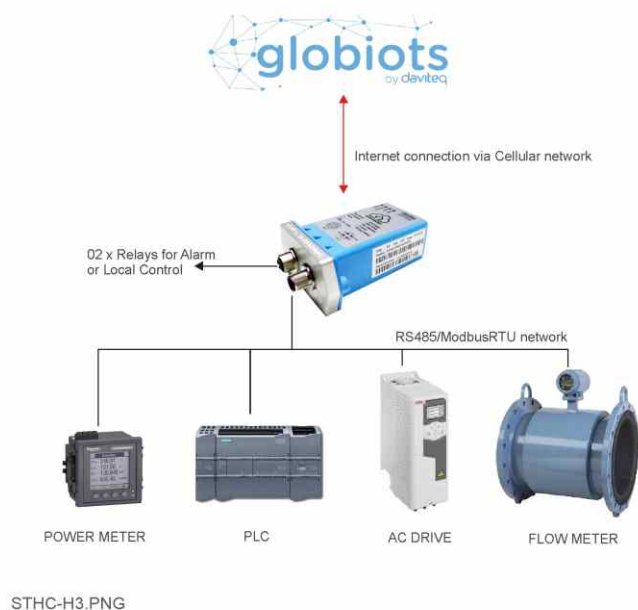 globiots
by daviteq
Internet connection via Cellular network
02 x Relays for Alarm
or Local Control
RS485/ModbusRTU network
POWER METER
PLC
AC DRIVE
FLOW METER
STHC-H3.PNG